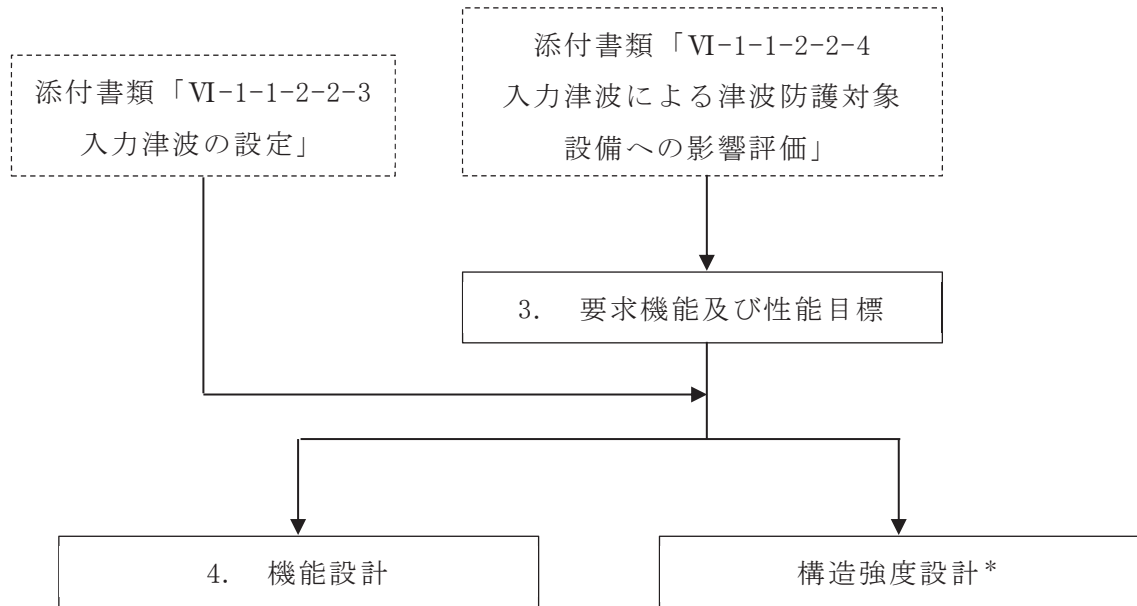 添付書類「Ⅵ-1-1-2-2-3
入力津波の設定」
添付書類「Ⅵ-1-1-2-2-4
入力津波による津波防護対象
設備への影響評価」
3. 要求機能及び性能目標
4. 機能設計
構造強度設計*